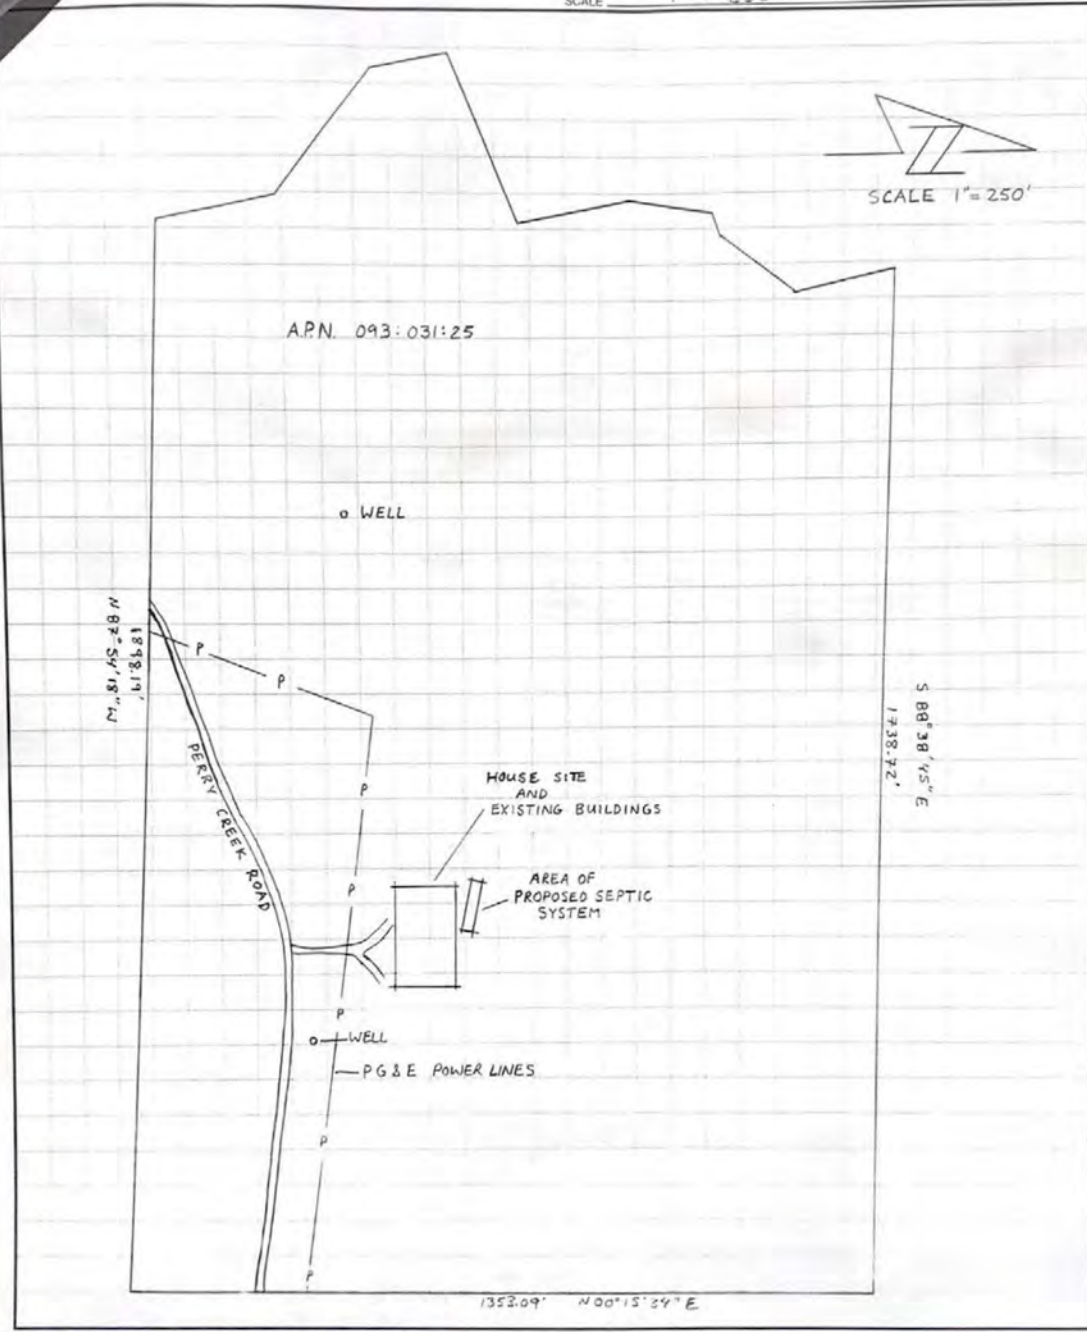 SCALE
SCALE 1"=250'
A.P.N. 093:031:25
WELL
1898.19'
N 87° 54' 18" W
P
P
PERRY CREEK ROAD
P
HOUSE SITE
AND
EXISTING BUILDINGS
S 88° 38' 45" E
1738.72'
P
AREA OF
PROPOSED SEPTIC
SYSTEM
P
WELL
PG&E POWER LINES
P
P
1353.09' N 00° 15' 34" E